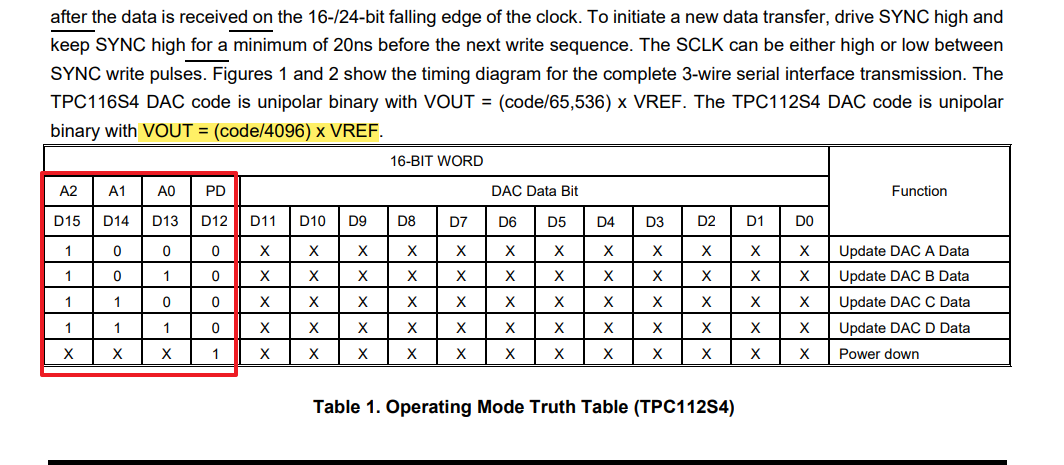 after the data is received on the 16-/24-bit falling edge of the clock. To initiate a new data transfer, drive SYNC high and
keep SYNC high for a minimum of 20ns before the next write sequence. The SCLK can be either high or low between
SYNC write pulses. Figures 1 and 2 show the timing diagram for the complete 3-wire serial interface transmission. The
TPC116S4 DAC code is unipolar binary with VOUT = (code/65,536) x VREF. The TPC112S4 DAC code is unipolar
binary with VOUT = (code/4096) x VREF.
16-BIT WORD
A2 A1 A0 PD DAC Data Bit Function
D15 D14 D13 D12 D11 D10 D9 D8 D7 D6 D5 D4 D3 D2 D1 D0
1 0 0 0 X X X X X X X X X X X X Update DAC A Data
1 0 1 0 X X X X X X X X X X X X Update DAC B Data
1 1 0 0 X X X X X X X X X X X X Update DAC C Data
1 1 1 0 X X X X X X X X X X X X Update DAC D Data
X X X 1 X X X X X X X X X X X X Power down
Table 1. Operating Mode Truth Table (TPC112S4)